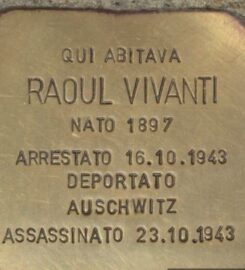 QUI ABITAVA
RAOUL VIVANTI
NATO 1897
ARRESTATO 16.10.1943
DEPORTATO
AUSCHWITZ
ASSASSINATO 23.10.1943